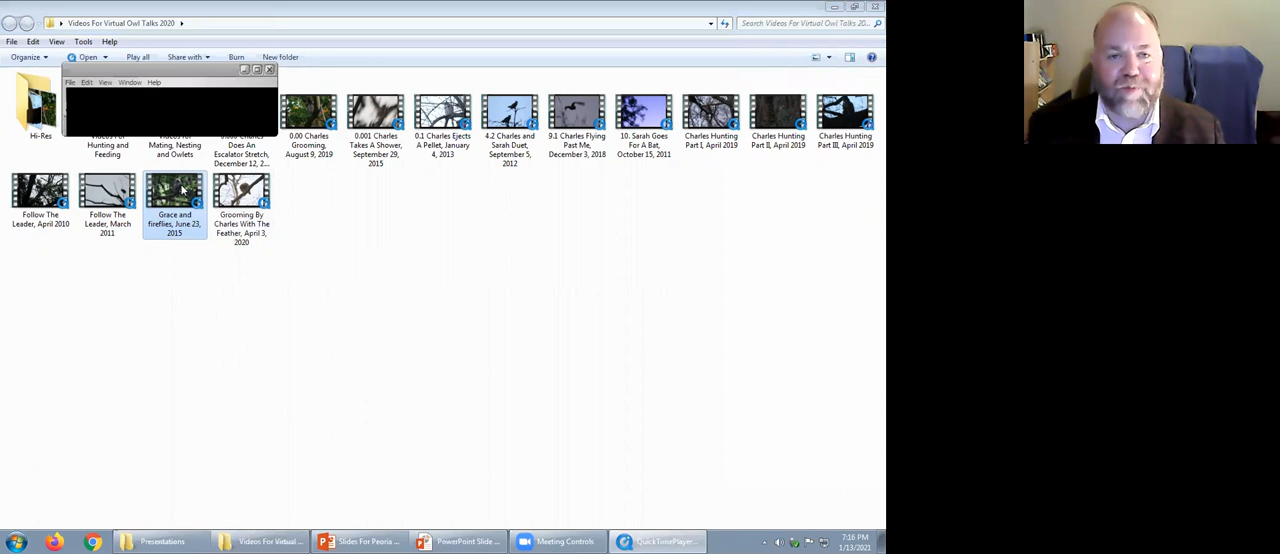 Videos For Virtual Owl Talks 2020
Search Videos For Virtual Owl Talks 2020
File Edit View Tools Help
Organize Open Play all Share with Burn New folder
File Edit View Window Help
Hi-Res
Videos For
Hunting and
Feeding
Videos for
Mating, Nesting
and Owlets
Does An
Escalator Stretch,
December 12, 2...
0.00 Charles
Grooming,
August 9, 2019
0.001 Charles
Takes A Shower,
September 29,
2015
0.1 Charles Ejects
A Pellet, January
4, 2013
4.2 Charles and
Sarah Duet,
September 5,
2012
9.1 Charles Flying
Past Me,
December 3, 2018
10. Sarah Goes
For A Bat,
October 15, 2011
Charles Hunting
Part I, April 2019
Charles Hunting
Part II, April 2019
Charles Hunting
Part III, April 2019
Follow The
Leader, April 2010
Follow The
Leader, March
2011
Grace and
fireflies, June 23,
2015
Grooming By
Charles With The
Feather, April 3,
2020
Presentations
Videos For Virtual ...
Slides For Peoria ...
PowerPoint Slide ...
Meeting Controls
QuickTimePlayer...
7:16 PM
1/13/2021